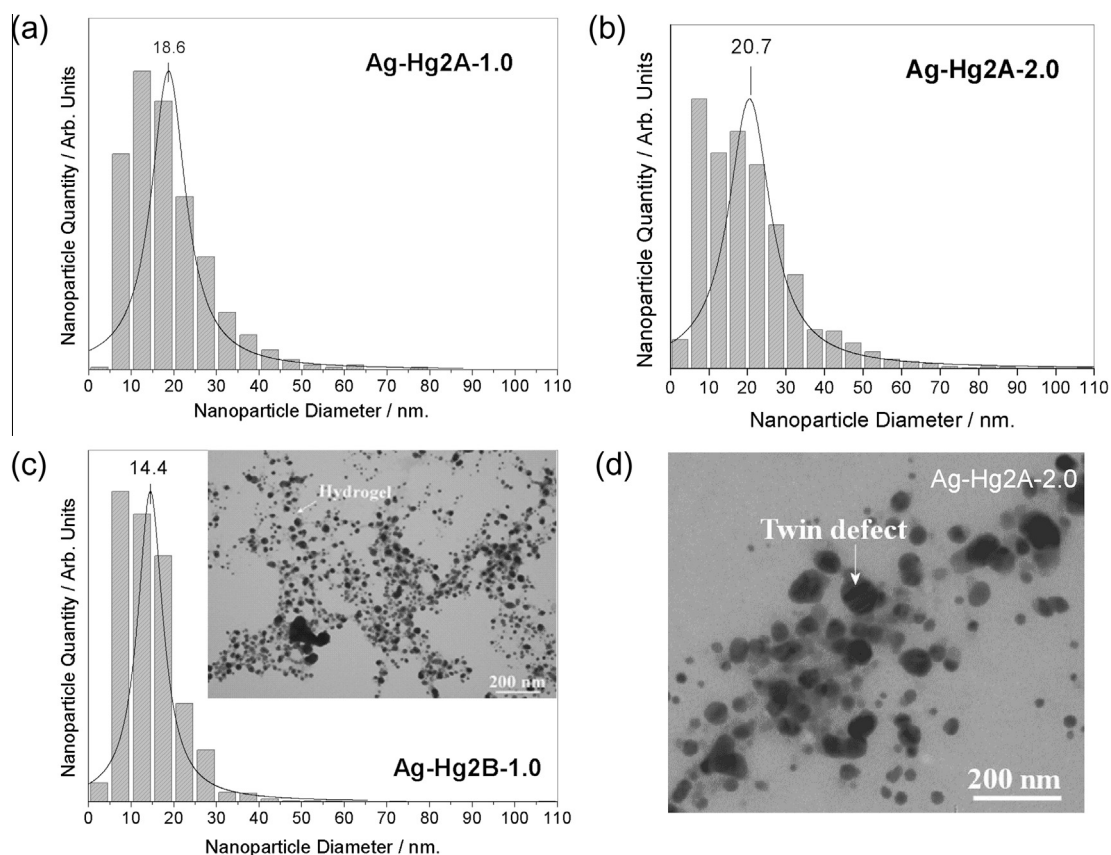 (a)
18.6
Ag-Hg2A-1.0
Nanoparticle Quantity / Arb. Units
0 10 20 30 40 50 60 70 80 90 100 110
Nanoparticle Diameter / nm.
(b)
20.7
Ag-Hg2A-2.0
Nanoparticle Quantity / Arb. Units
0 10 20 30 40 50 60 70 80 90 100 110
Nanoparticle Diameter / nm.
(c)
14.4
Hydrogel
200 nm
Ag-Hg2B-1.0
Nanoparticle Quantity / Arb. Units
0 10 20 30 40 50 60 70 80 90 100 110
Nanoparticle Diameter / nm.
(d)
Ag-Hg2A-2.0
Twin defect
200 nm